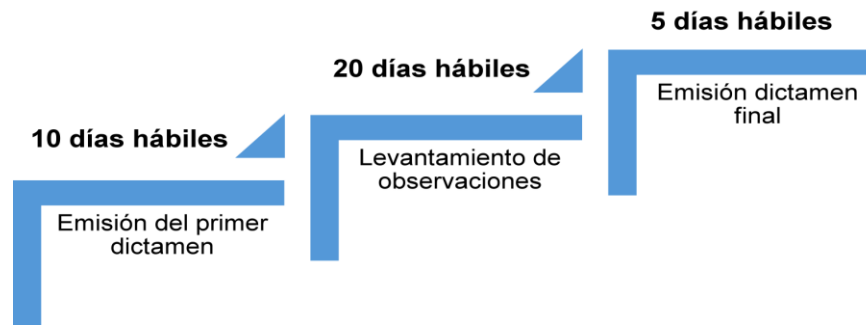 10 días hábiles
Emisión del primer
dictamen
20 días hábiles
Levantamiento de
observaciones
5 días hábiles
Emisión dictamen
final